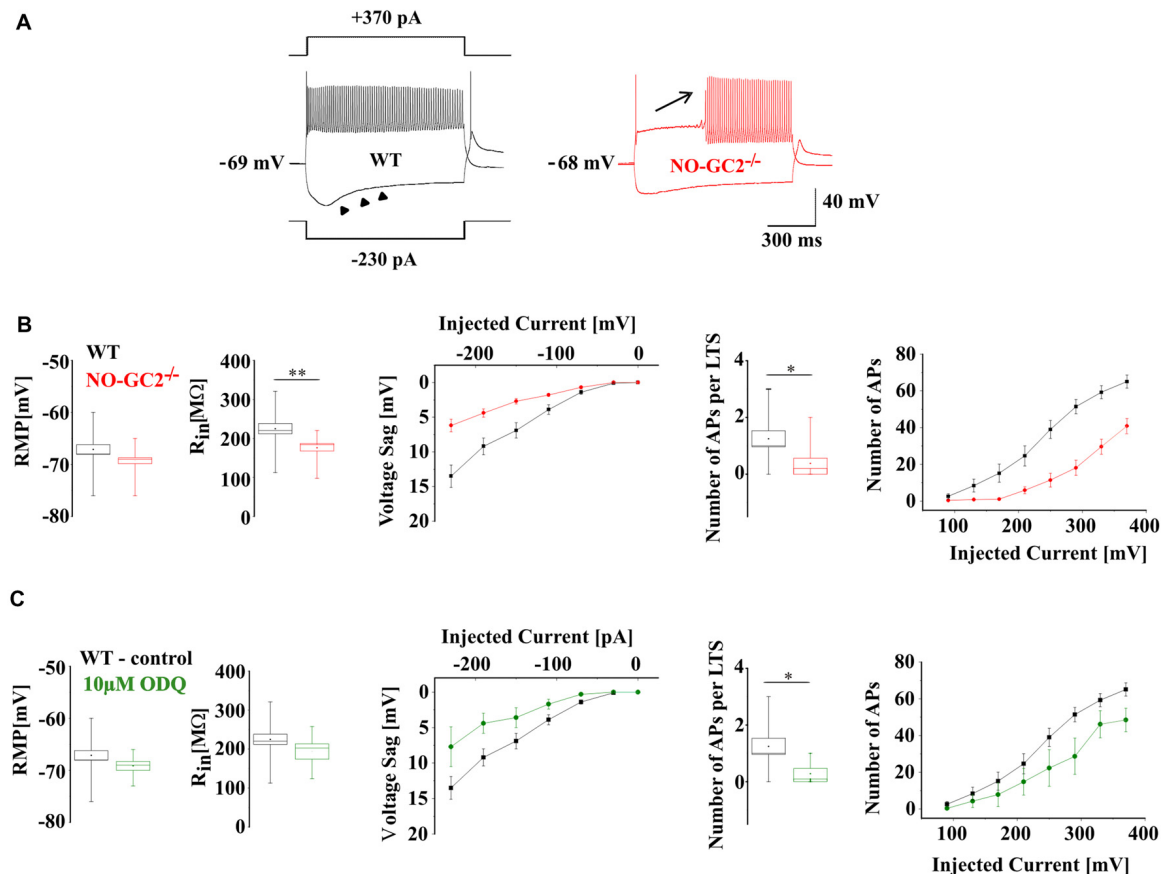 A
+370 pA
-69 mV
WT
-230 pA
-68 mV
NO-GC2-/-
40 mV
300 ms
B
WT
NO-GC2-/-
RMP[mV]
-50
-60
-70
-80
Rin[MΩ]
400
300
200
100
0
**
Injected Current [mV]
-200
-100
0
Voltage Sag [mV]
0
5
10
15
20
Number of APs per LTS
4
2
0
*
Number of APs
80
60
40
20
0
100
200
300
400
Injected Current [mV]
C
WT - control
10µM ODQ
RMP[mV]
-50
-60
-70
-80
Rin[MΩ]
400
300
200
100
0
Injected Current [pA]
-200
-100
0
Voltage Sag [mV]
0
5
10
15
20
Number of APs per LTS
4
2
0
*
Number of APs
80
60
40
20
0
100
200
300
400
Injected Current [mV]